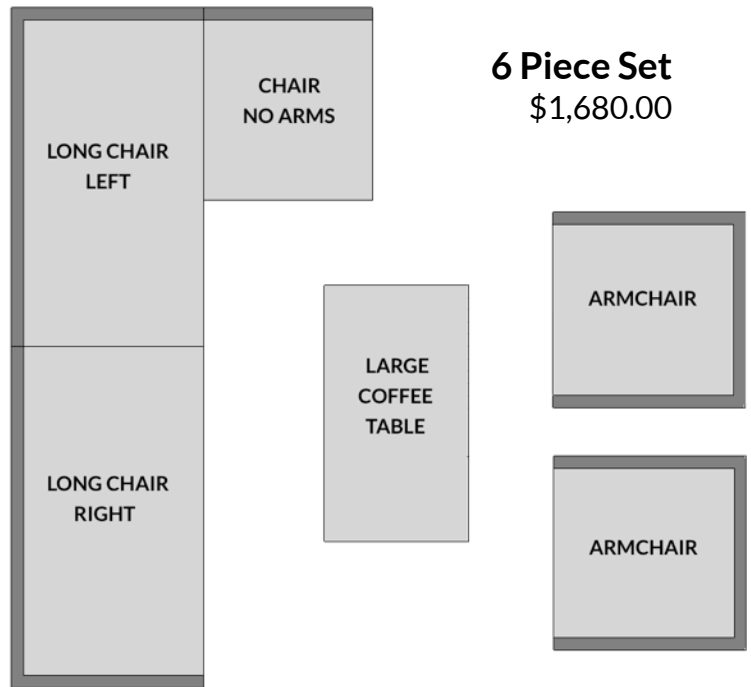 6 Piece Set
$1,680.00
CHAIR
NO ARMS
LONG CHAIR
LEFT
ARMCHAIR
LARGE
COFFEE
TABLE
LONG CHAIR
RIGHT
ARMCHAIR